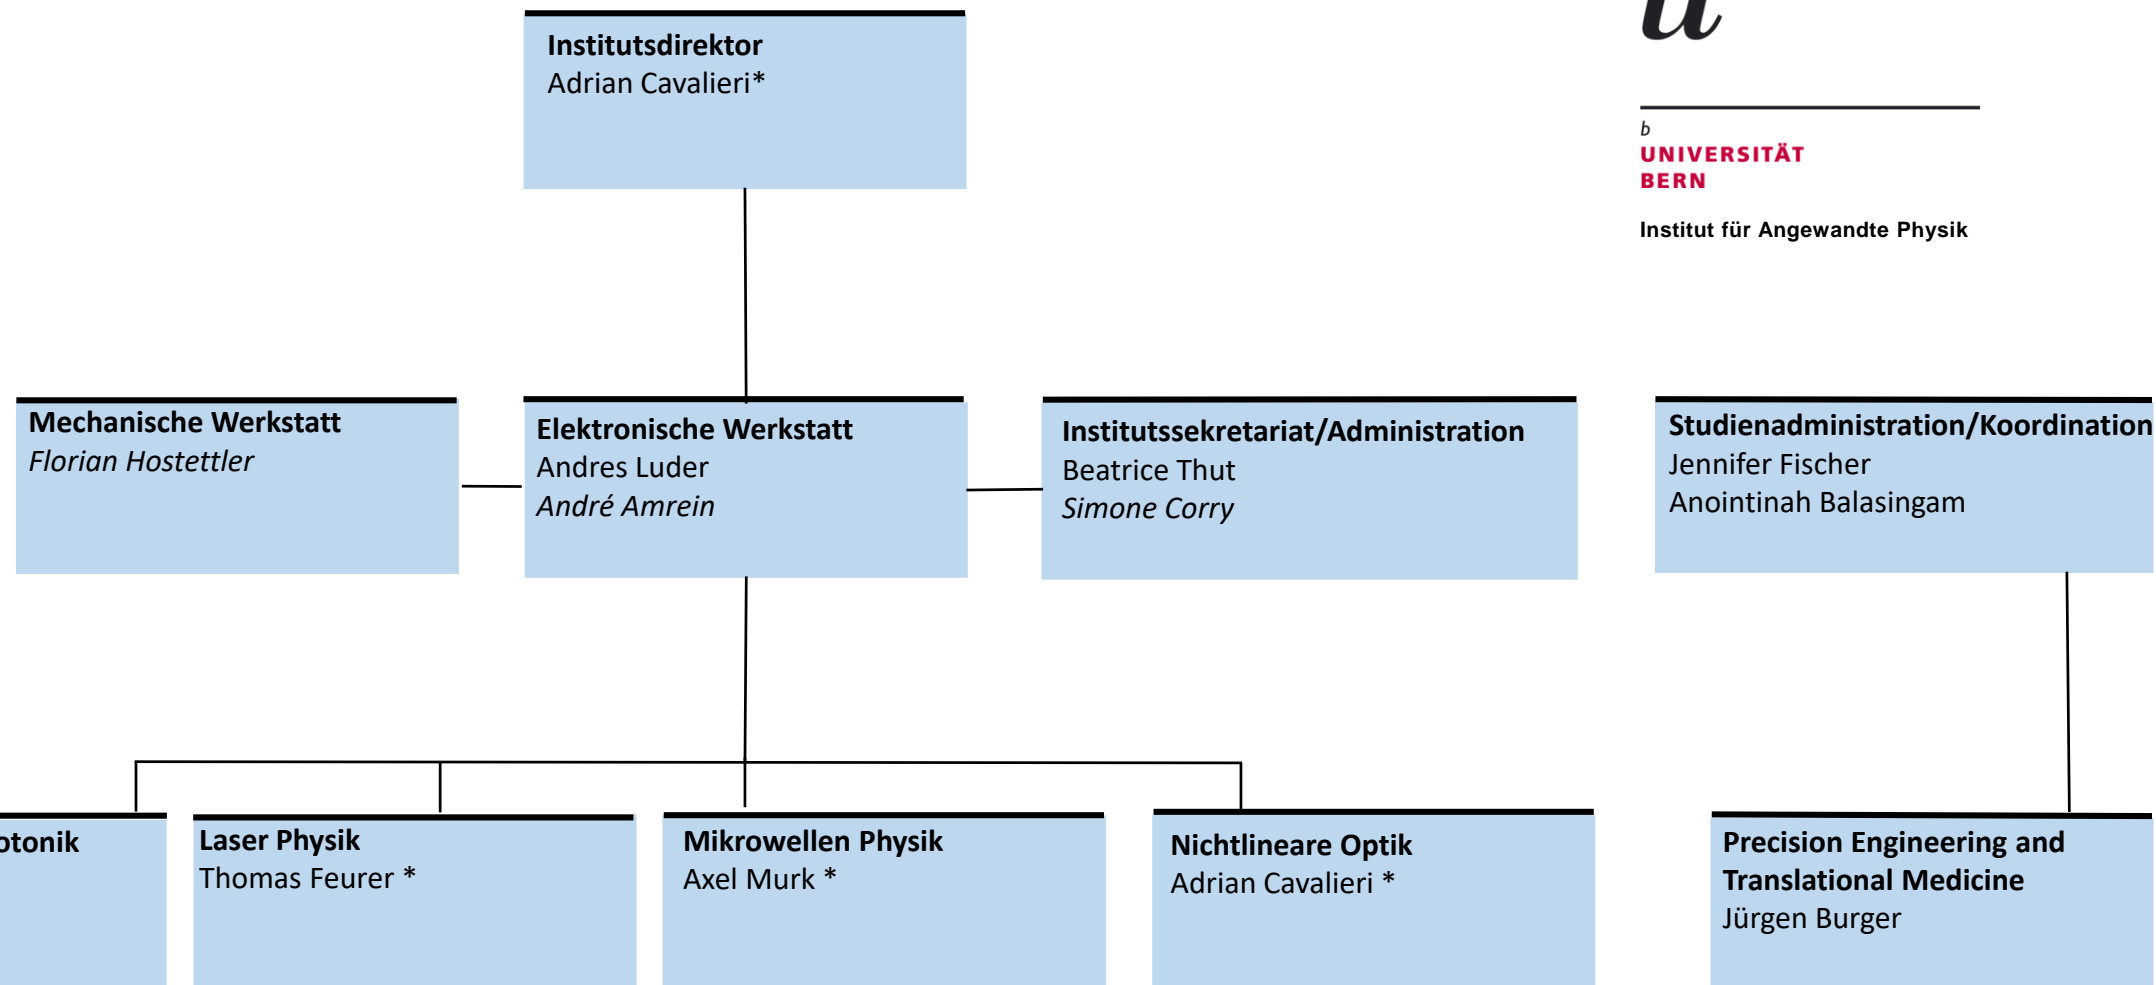 Institutsdirektor
Adrian Cavalieri*
u
b
UNIVERSITÄT
BERN
Institut für Angewandte Physik
Mechanische Werkstatt
Florian Hostettler
Elektronische Werkstatt
Andres Luder
André Amrein
Institutssekretariat/Administration
Beatrice Thut
Simone Corry
Studienadministration/Koordination
Jennifer Fischer
Anointinah Balasingam
Laser Physik
Thomas Feurer *
Mikrowellen Physik
Axel Murk *
Nichtlineare Optik
Adrian Cavalieri *
Precision Engineering and
Translational Medicine
Jürgen Burger